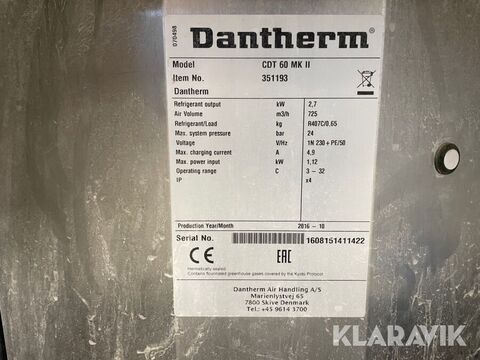 070498
Dantherm®
Model CDT 60 MK II
Item No. 351193
Dantherm
Refrigerant output kW 2,7
Air Volume m3/h 725
Refrigerant/Load kg R407C/0,65
Max. system pressure bar 24
Voltage V/Hz 1N 230 + PE/50
Max. charging current A 4,9
Max. power input kW 1,12
Operating range C 3 - 32
IP x4
Production Year/Month 2016 - 10
Serial No. 1608151411422
CE EAC
Hermetically sealed
Contains flourinated greenhouse gases covered by the Kyoto Protocol
Dantherm Air Handling A/S
Marienlystvej 65
7800 Skive Denmark
Tel.: +45 9614 3700
KLARAVIK